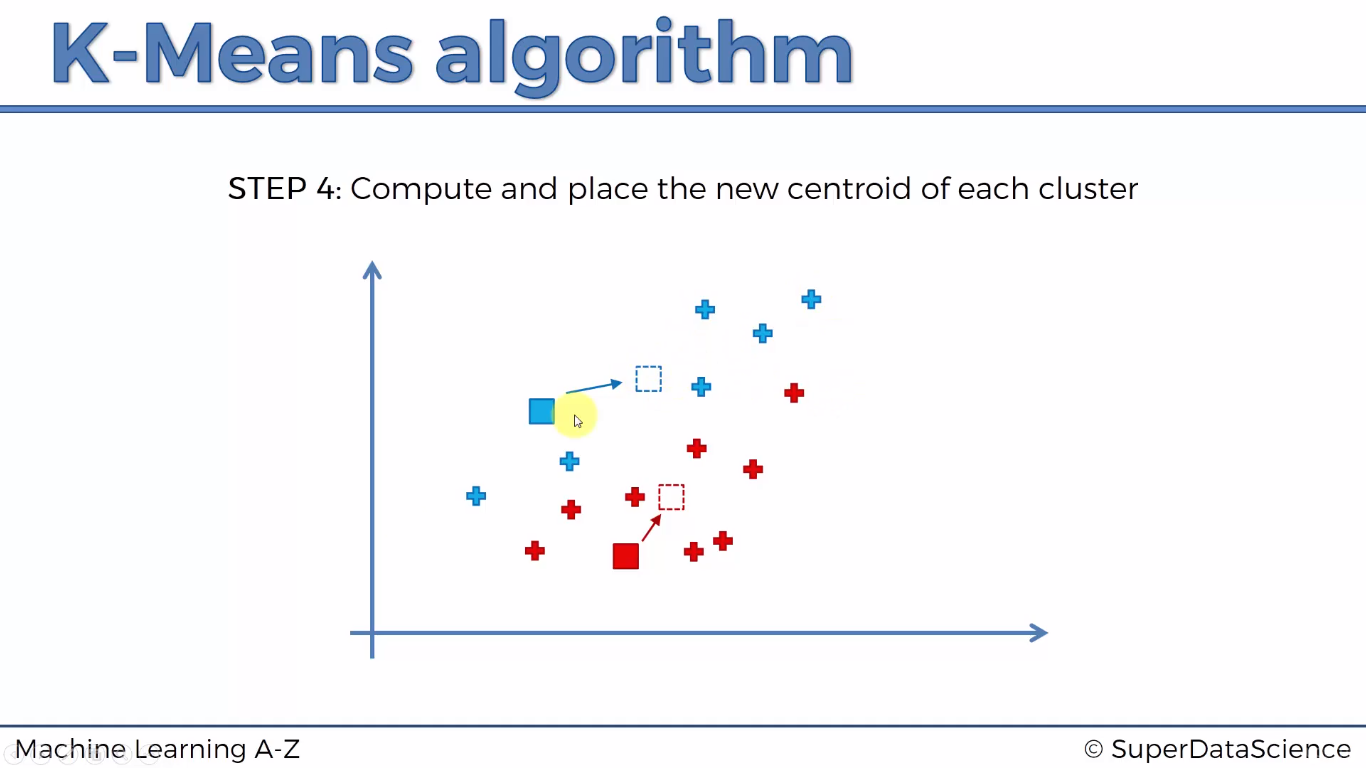 K-Means algorithm
STEP 4: Compute and place the new centroid of each cluster
Machine Learning A-Z
© SuperDataScience